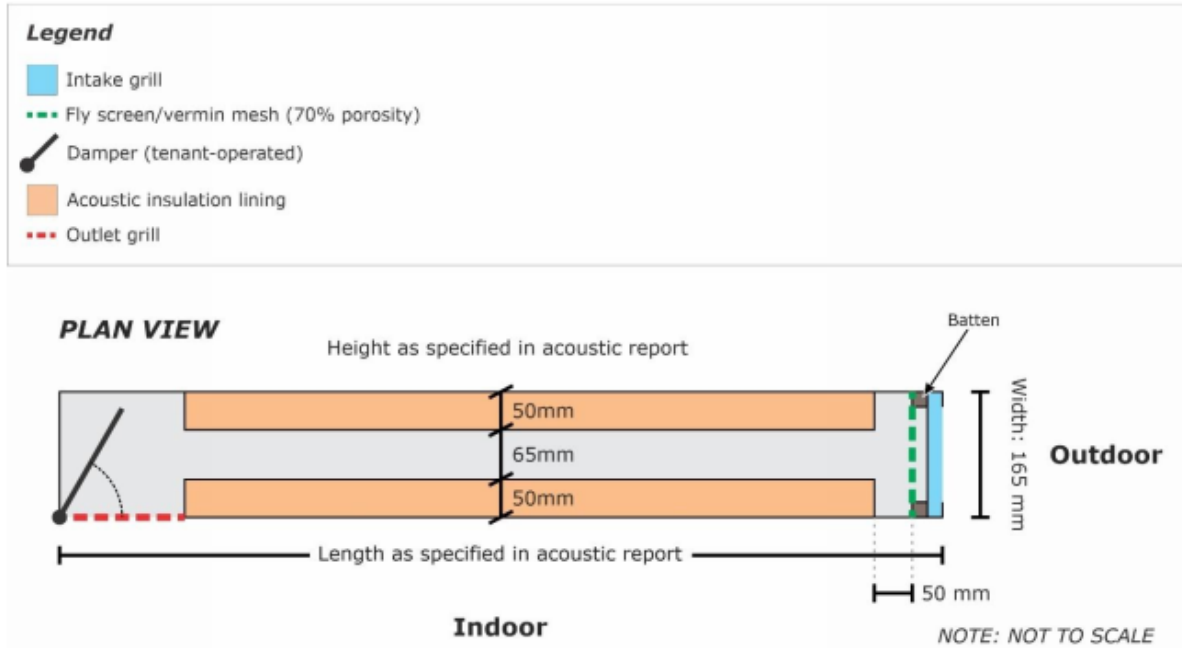 Legend
Intake grill
Fly screen/vermin mesh (70% porosity)
Damper (tenant-operated)
Acoustic insulation lining
Outlet grill
PLAN VIEW
Height as specified in acoustic report
Batten
50mm
65mm
50mm
Width: 165 mm
Outdoor
Length as specified in acoustic report
50 mm
Indoor
NOTE: NOT TO SCALE